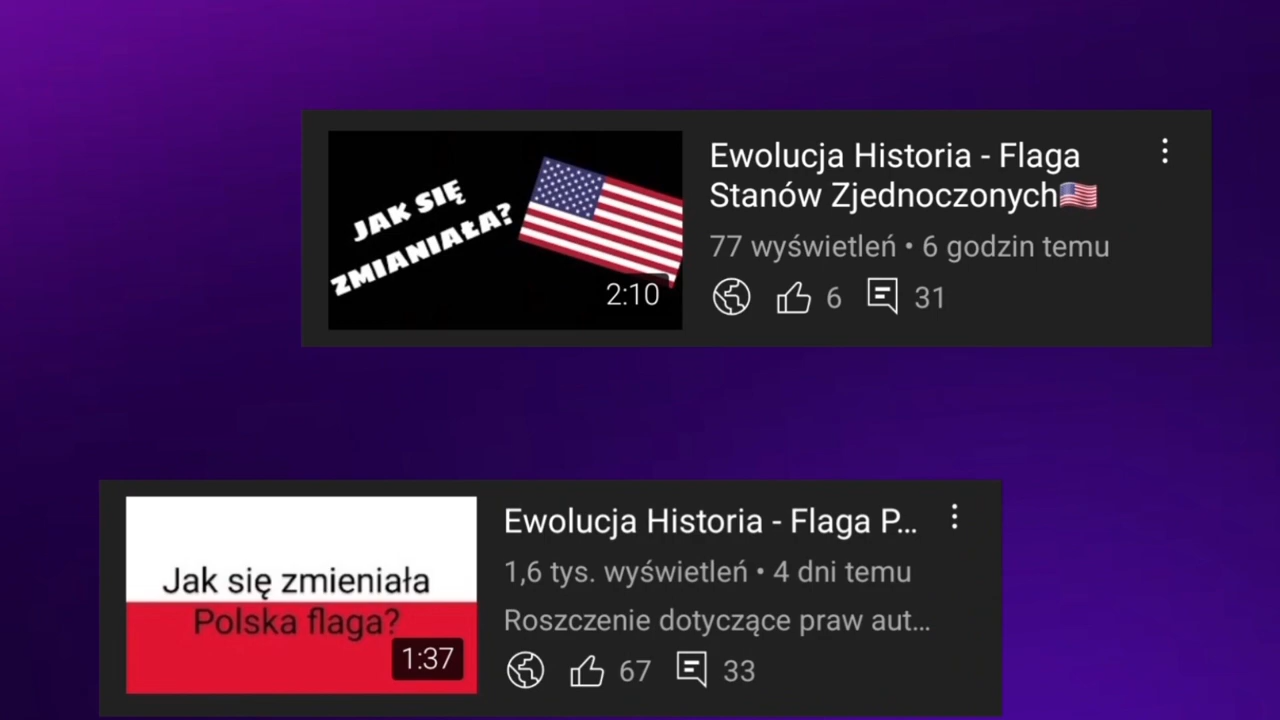 JAK SIĘ
ZMIANIAŁA?
2:10
Ewolucja Historia - Flaga
Stanów Zjednoczonych🇺🇸
77 wyświetleń • 6 godzin temu
6 31
Jak się zmieniała
Polska flaga?
1:37
Ewolucja Historia - Flaga P...
1,6 tys. wyświetleń • 4 dni temu
Roszczenie dotyczące praw aut...
67 33